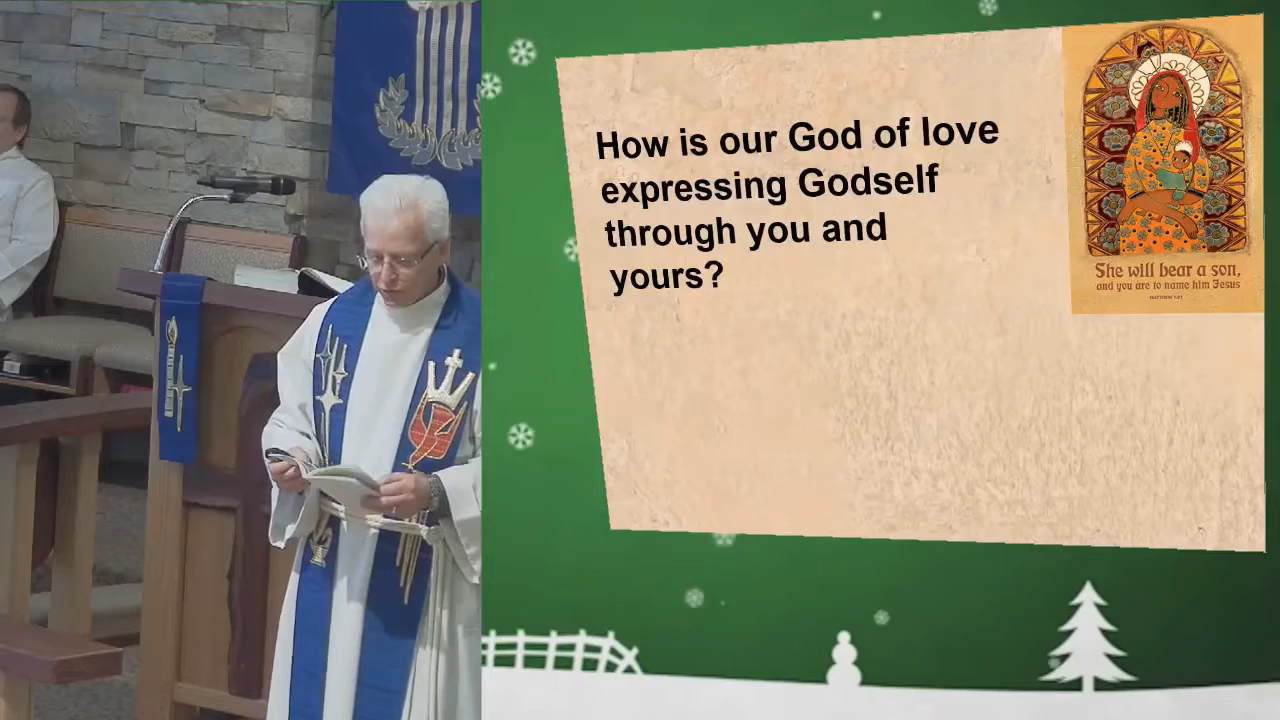 How is our God of love
expressing Godself
through you and
yours?
She will bear a son,
and you are to name him Jesus